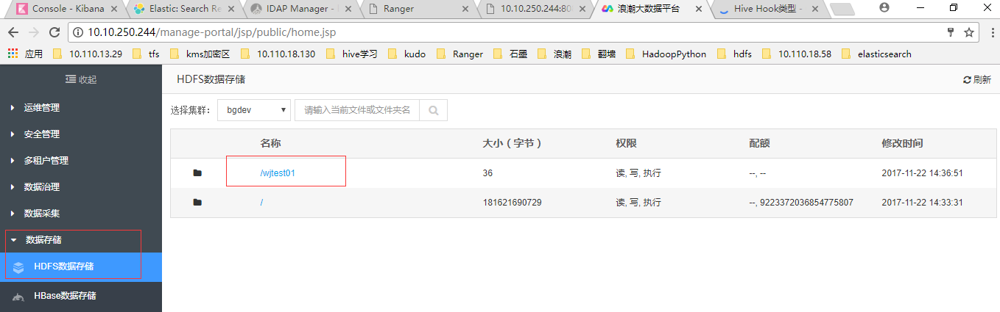 Console - Kibana
Elastic: Search Re
IDAP Manager -
Ranger
10.10.250.244:80
浪潮大数据平台
Hive Hook类型 -
10.10.250.244/manage-portal/jsp/public/home.jsp
应用 10.110.13.29 tfs kms加密区 10.110.18.130 hive学习 kudo Ranger 石墨 浪潮 翻墙 HadoopPython hdfs 10.110.18.58 elasticsearch
收起
运维管理
安全管理
多租户管理
数据治理
数据采集
数据存储
HDFS数据存储
HBase数据存储
HDFS数据存储 刷新
选择集群： bgdev 请输入当前文件或文件夹名
名称 大小（字节） 权限 配额 修改时间
/wjtest01 36 读, 写, 执行 --, -- 2017-11-22 14:36:51
/ 181621690729 读, 写, 执行 --, 9223372036854775807 2017-11-22 14:33:31